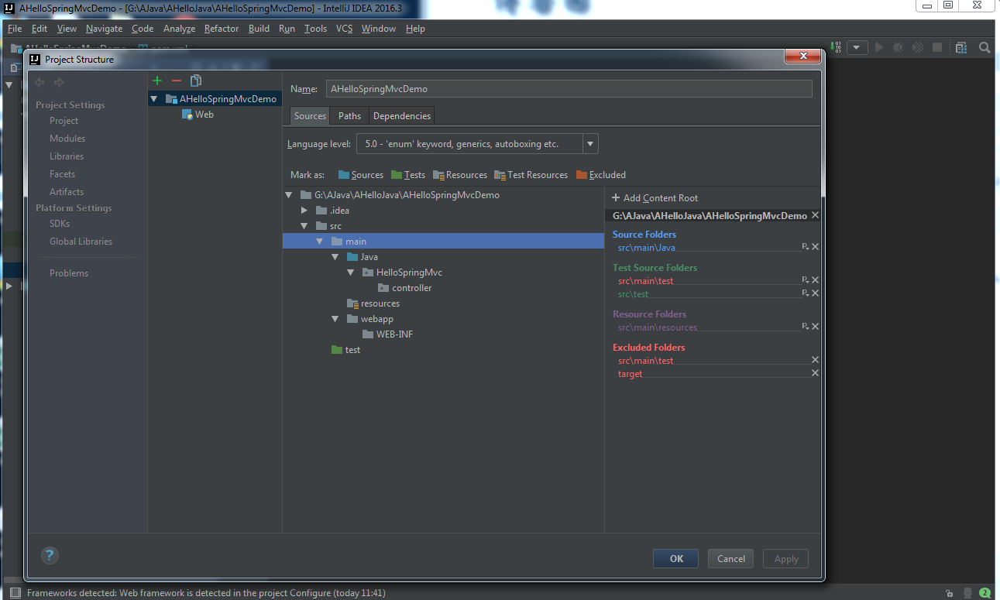 AHelloSpringMvcDemo - [G:\AJava\AHelloJava\AHelloSpringMvcDemo] - IntelliJ IDEA 2016.3
File Edit View Navigate Code Analyze Refactor Build Run Tools VCS Window Help
Project Structure
Project Settings
Project
Modules
Libraries
Facets
Artifacts
Platform Settings
SDKs
Global Libraries
Problems
AHelloSpringMvcDemo
Web
Name: AHelloSpringMvcDemo
Sources Paths Dependencies
Language level: 5.0 - 'enum' keyword, generics, autoboxing etc.
Mark as: Sources Tests Resources Test Resources Excluded
G:\AJava\AHelloJava\AHelloSpringMvcDemo
.idea
src
main
Java
HelloSpringMvc
controller
resources
webapp
WEB-INF
test
Add Content Root
G:\AJava\AHelloJava\AHelloSpringMvcDemo
Source Folders
src\main\Java
Test Source Folders
src\main\test
src\test
Resource Folders
src\main\resources
Excluded Folders
src\main\test
target
OK Cancel Apply
Frameworks detected: Web framework is detected in the project Configure (today 11:41)
2